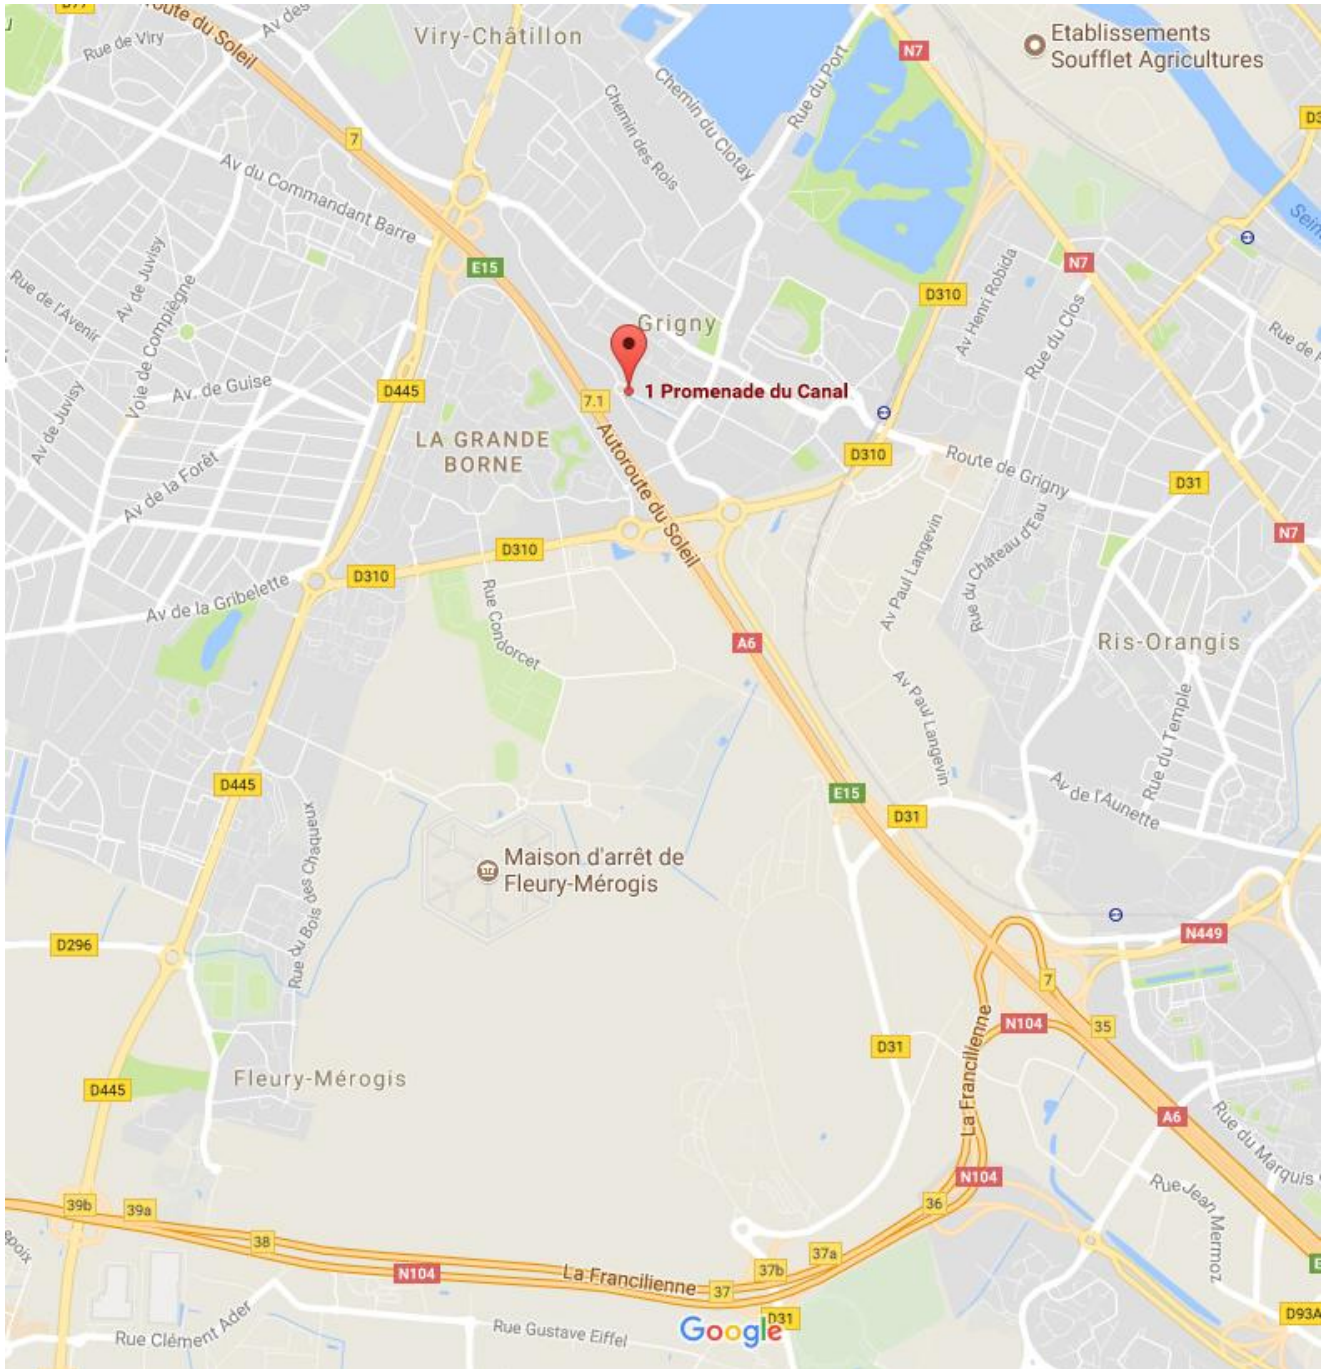 D77
Route du Soleil
Rue de Viry
Viry-Châtillon
N7
Etablissements
Soufflet Agricultures
Rue du Port
Chemin du Clotay
Chemin des Rois
7
Av du Commandant Barre
E15
N7
D310
Av Henri Robida
Rue du Clos
Av de Juvisy
Rue de l'Avenir
Voie de Compiègne
Grigny
1 Promenade du Canal
Av. de Guise
D445
7.1
Av de Juvisy
LA GRANDE
BORNE
Autoroute du Soleil
D310
Route de Grigny
D31
Av de la Forêt
N7
D310
D310
Av de la Gribelette
Rue Condorcet
Av Paul Langevin
Rue du Château d'Eau
A6
Ris-Orangis
Av Paul Langevin
Rue du Temple
D445
E15
D31
Av de l'Aunette
Rue du Bois des Chaqueux
Maison d'arrêt de
Fleury-Mérogis
D296
N449
7
La Francilienne
N104
35
D31
Fleury-Mérogis
D445
A6
Rue du Marquis
N104
Rue Jean Mermoz
39b
39a
36
38
37a
37b
N104
La Francilienne
37
D31
D93A
Rue Clément Ader
Rue Gustave Eiffel
Google